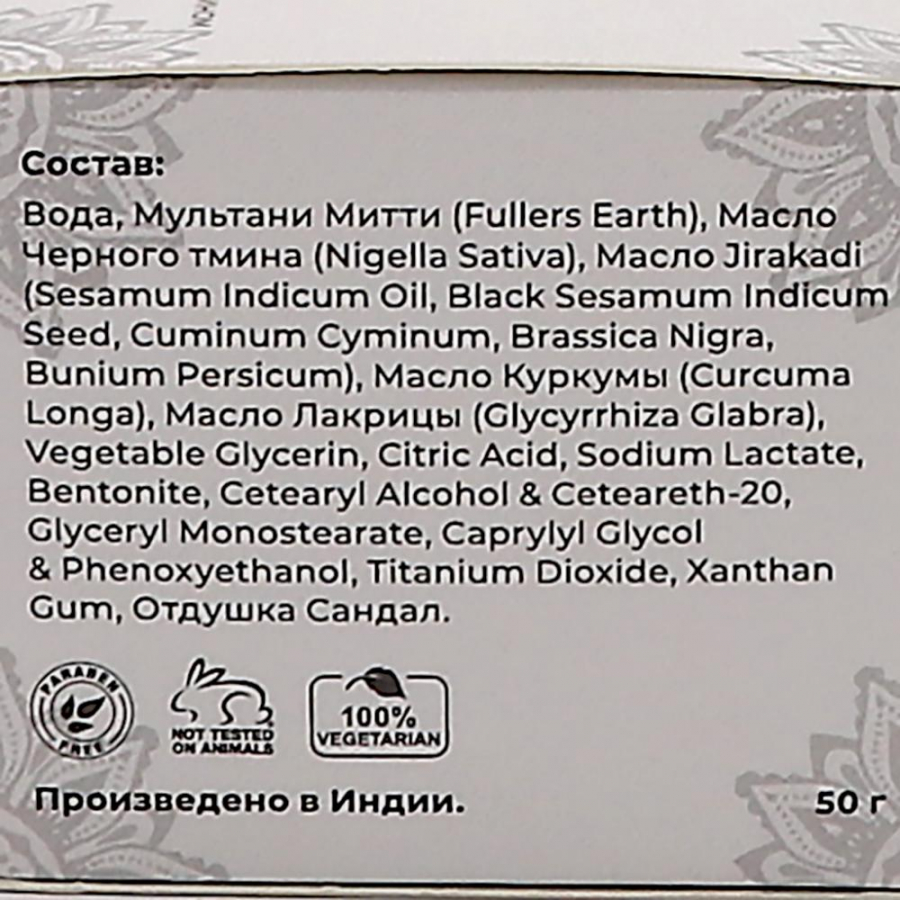 Состав:
Вода, Мультани Митти (Fullers Earth), Масло
Черного тмина (Nigella Sativa), Масло Jirakadi
(Sesamum Indicum Oil, Black Sesamum Indicum
Seed, Cuminum Cyminum, Brassica Nigra,
Bunium Persicum), Масло Куркумы (Curcuma
Longa), Масло Лакрицы (Glycyrrhiza Glabra),
Vegetable Glycerin, Citric Acid, Sodium Lactate,
Bentonite, Cetearyl Alcohol & Ceteareth-20,
Glyceryl Monostearate, Caprylyl Glycol
& Phenoxyethanol, Titanium Dioxide, Xanthan
Gum, Отдушка Сандал.
PARABEN
FREE
NOT TESTED
ON ANIMALS
100%
VEGETARIAN
Произведено в Индии.
50 г